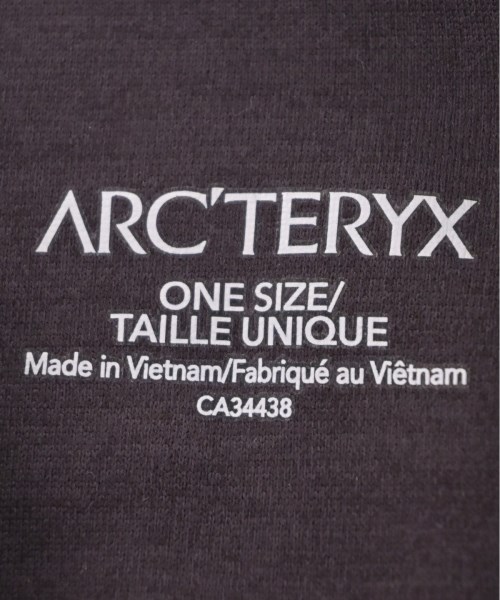 ARC'TERYX
ONE SIZE/
TAILLE UNIQUE
Made in Vietnam/Fabriqué au Viêtnam
CA34438